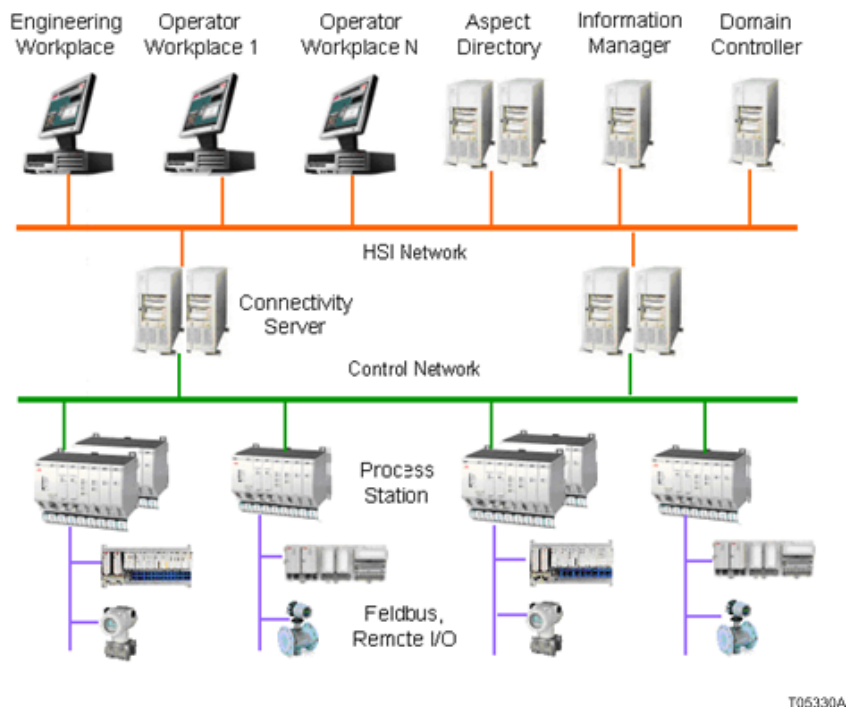 Engineering
Workplace
Operator
Workplace 1
Operator
Workplace N
Aspect
Directory
Information
Manager
Domain
Controller
HSI Network
Connectivity
Server
Control Network
Process
Station
Feldbus,
Remote I/O
T05330A